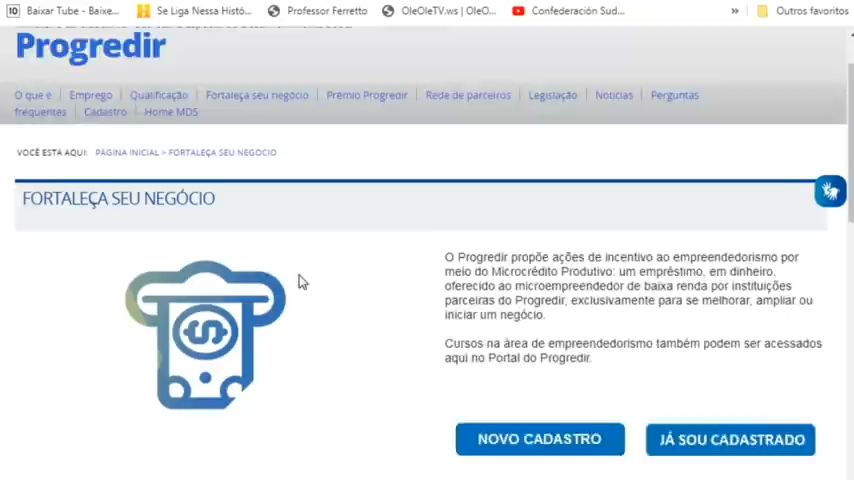 Baixar Tube - Baixe...
Se Liga Nessa Histó...
Professor Ferretto
OleOleTV.ws | OleO...
Confederación Sud...
»
Outros favoritos
Progredir
O que é | Emprego | Qualificação | Fortaleça seu negócio | Prêmio Progredir | Rede de parceiros | Legislação | Notícias | Perguntas
frequentes | Cadastro | Home MDS
VOCÊ ESTÁ AQUI: PÁGINA INICIAL > FORTALEÇA SEU NEGÓCIO
FORTALEÇA SEU NEGÓCIO
O Progredir propõe ações de incentivo ao empreendedorismo por
meio do Microcrédito Produtivo: um empréstimo, em dinheiro,
oferecido ao microempreendedor de baixa renda por instituições
parceiras do Progredir, exclusivamente para se melhorar, ampliar ou
iniciar um negócio.
Cursos na área de empreendedorismo também podem ser acessados
aqui no Portal do Progredir.
NOVO CADASTRO
JÁ SOU CADASTRADO